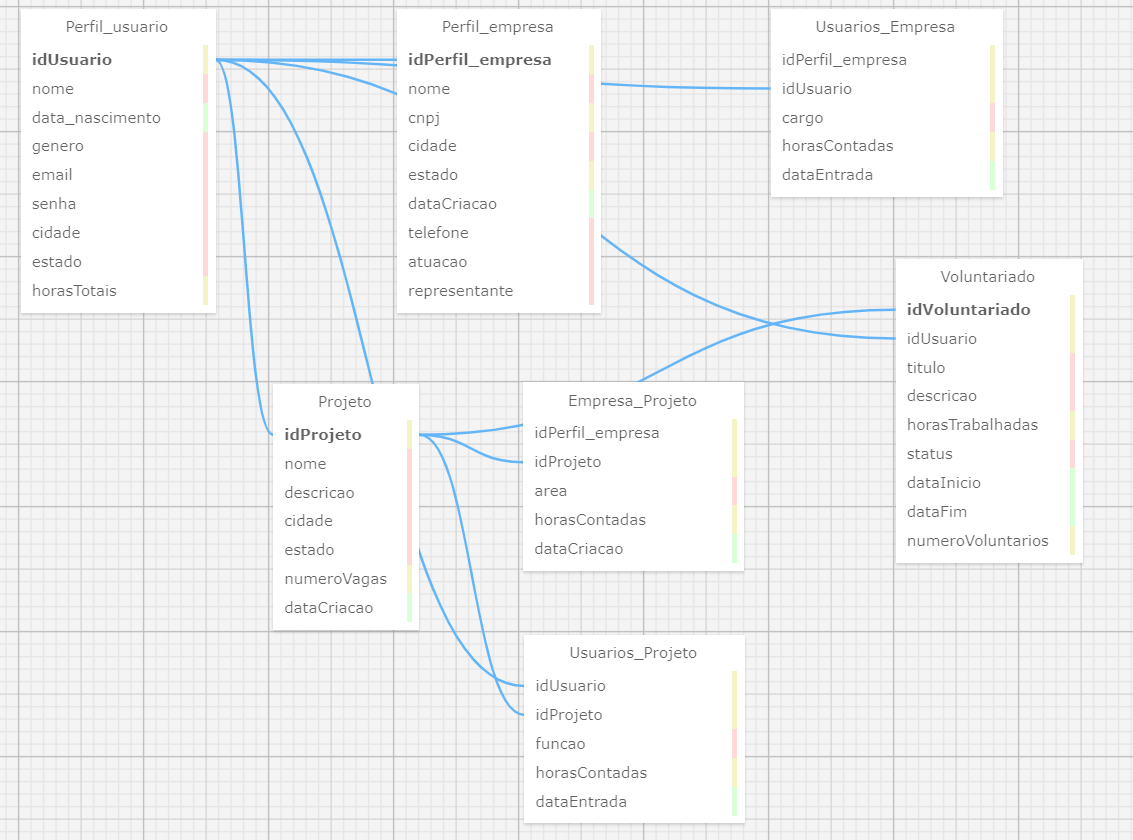 Perfil_usuario
idUsuario
nome
data_nascimento
genero
email
senha
cidade
estado
horasTotais
Perfil_empresa
idPerfil_empresa
nome
cnpj
cidade
estado
dataCriacao
telefone
atuacao
representante
Usuarios_Empresa
idPerfil_empresa
idUsuario
cargo
horasContadas
dataEntrada
Voluntariado
idVoluntariado
idUsuario
titulo
descricao
horasTrabalhadas
status
dataInicio
dataFim
numeroVoluntarios
Projeto
idProjeto
nome
descricao
cidade
estado
numeroVagas
dataCriacao
Empresa_Projeto
idPerfil_empresa
idProjeto
area
horasContadas
dataCriacao
Usuarios_Projeto
idUsuario
idProjeto
funcao
horasContadas
dataEntrada